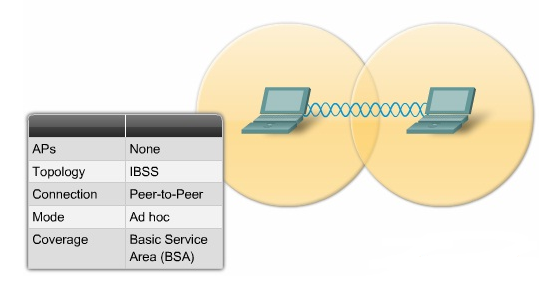 APs None
Topology IBSS
Connection Peer-to-Peer
Mode Ad hoc
Coverage Basic Service
Area (BSA)